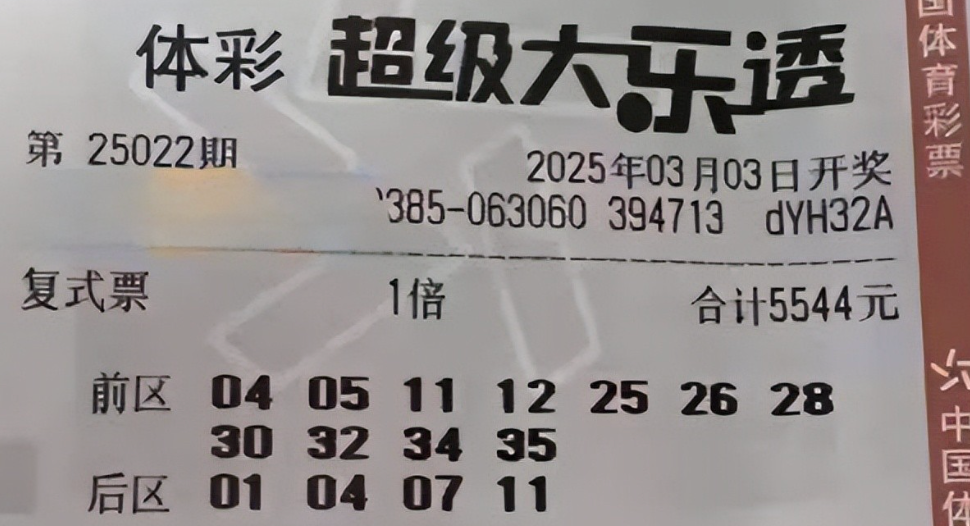 体彩 超级大乐透
第 25022期
2025年03月03日开奖
385-063060 394713 dYH32A
复式票 1倍 合计5544元
前区 04 05 11 12 25 26 28
30 32 34 35
后区 01 04 07 11
国体育彩票
中国体